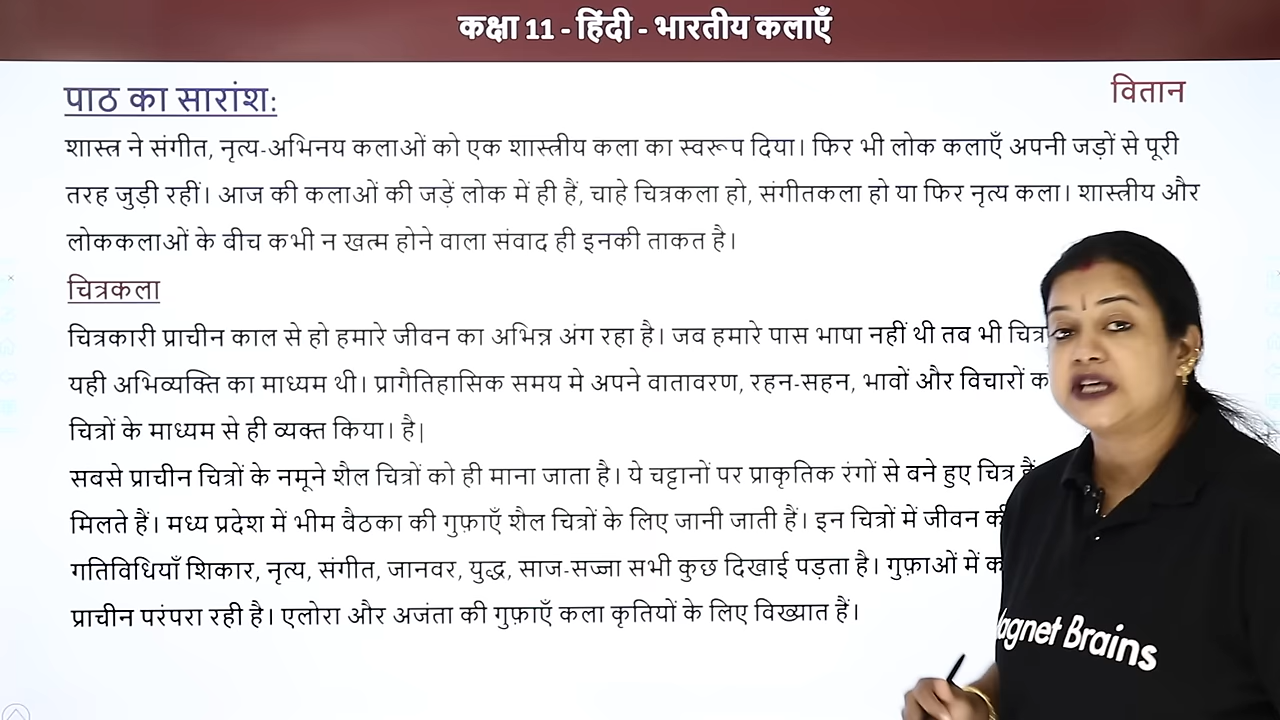 कक्षा 11 - हिंदी - भारतीय कलाएँ
पाठ का सारांश:
वितान
शास्त्र ने संगीत, नृत्य-अभिनय कलाओं को एक शास्त्रीय कला का स्वरूप दिया। फिर भी लोक कलाएँ अपनी जड़ों से पूरी
तरह जुड़ी रहीं। आज की कलाओं की जड़ें लोक में ही हैं, चाहे चित्रकला हो, संगीतकला हो या फिर नृत्य कला। शास्त्रीय और
लोककलाओं के बीच कभी न खत्म होने वाला संवाद ही इनकी ताकत है।
चित्रकला
चित्रकारी प्राचीन काल से हो हमारे जीवन का अभिन्न अंग रहा है। जब हमारे पास भाषा नहीं थी तब भी
यही अभिव्यक्ति का माध्यम थी। प्रागैतिहासिक समय मे अपने वातावरण, रहन-सहन, भावों और विचारों
चित्रों के माध्यम से ही व्यक्त किया। है|
सबसे प्राचीन चित्रों के नमूने शैल चित्रों को ही माना जाता है। ये चट्टानों पर प्राकृतिक रंगों से बने हुए चित्र हैं
मिलते हैं। मध्य प्रदेश में भीम बैठका की गुफ़ाएँ शैल चित्रों के लिए जानी जाती हैं। इन चित्रों में जीवन की
गतिविधियाँ शिकार, नृत्य, संगीत, जानवर, युद्ध, साज-सज्जा सभी कुछ दिखाई पड़ता है। गुफ़ाओं में
प्राचीन परंपरा रही है। एलोरा और अजंता की गुफ़ाएँ कला कृतियों के लिए विख्यात हैं।
agnet Brains